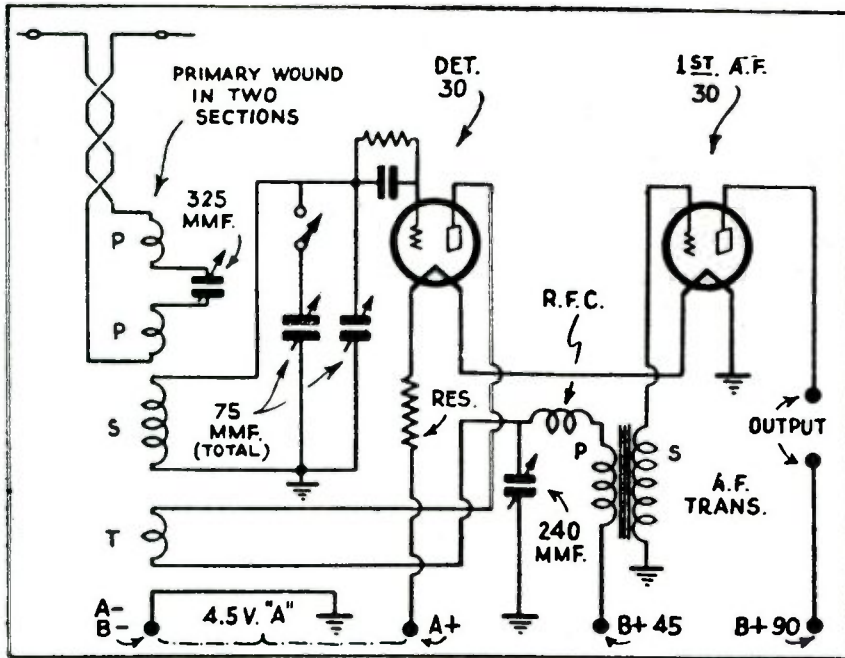 PRIMARY WOUND
IN TWO
SECTIONS
DET.
30
1ST. A.F.
30
325
MMF.
P
P
R.F.C.
S
75
MMF.
(TOTAL)
RES.
P
S
OUTPUT
A.F.
TRANS.
T
240
MMF.
A-
B-
4.5V. "A"
A+
B+45
B+90